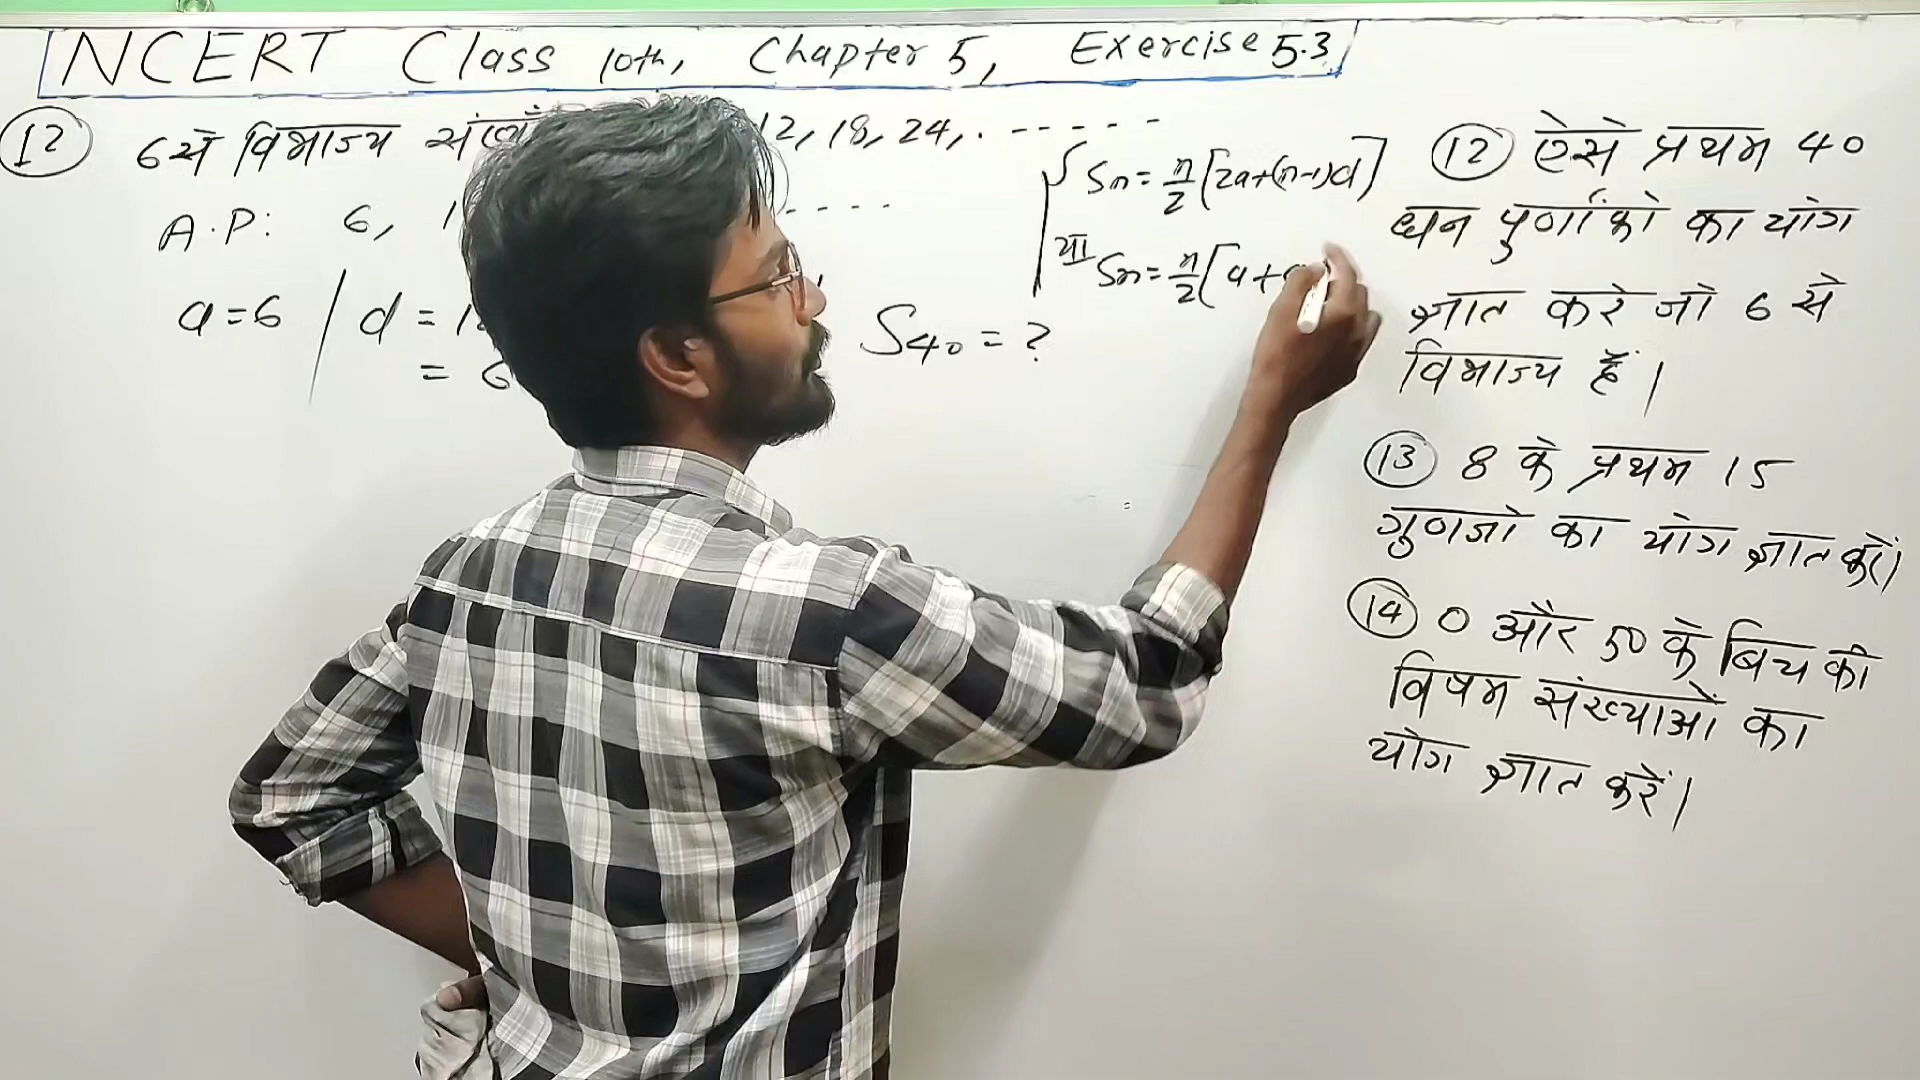 NCERT Class 10th, Chapter 5, Exercise 5.3
12 6 से विभाज्य 12, 18, 24, . - - - - -
A.P: 6, - - - -
a = 6 / d =
= 6
S40 = ?
Sn = n/2 [2a+(n-1)d]
या Sn = n/2 [a+
12 ऐसे प्रथम 40
धन पुर्णांको का योग
ज्ञात करे जो 6 से
विभाज्य हैं।
13 8 के प्रथम 15
गुणजो का योग ज्ञात करें।
14 0 और 50 के बिच की
विषम संख्याओं का
योग ज्ञात करें।